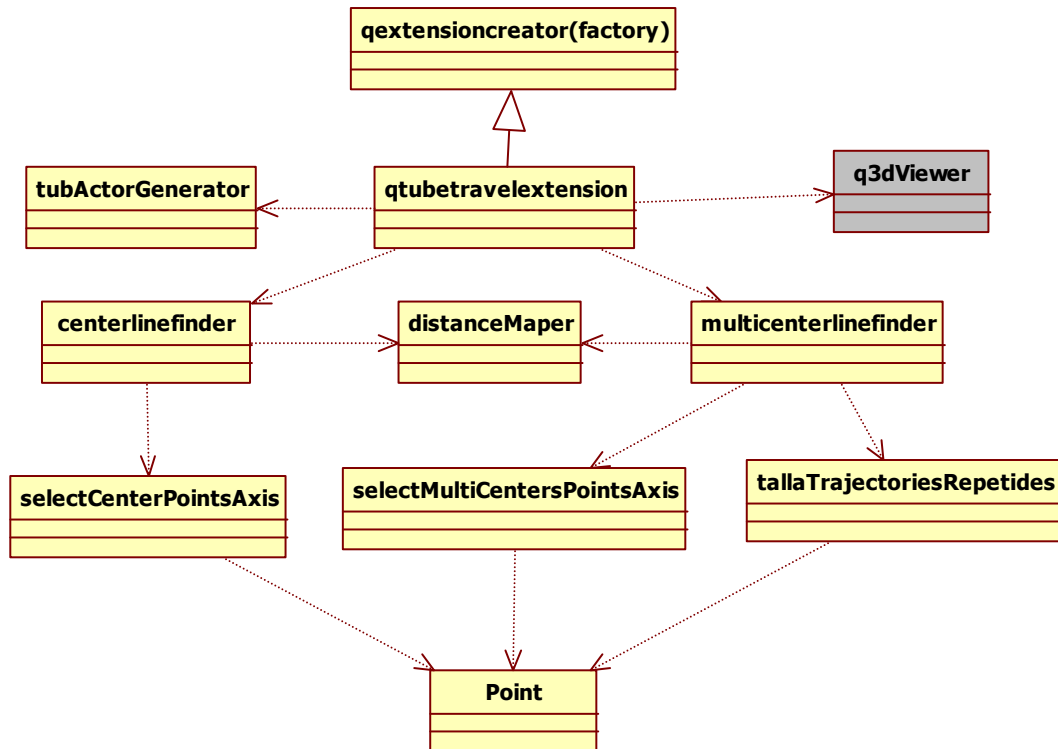 qextensioncreator(factory)
tubActorGenerator
qtubetravelextension
q3dViewer
centerlinefinder
distanceMaper
multicenterlinefinder
selectCenterPointsAxis
selectMultiCentersPointsAxis
tallaTrajectoriesRepetides
Point